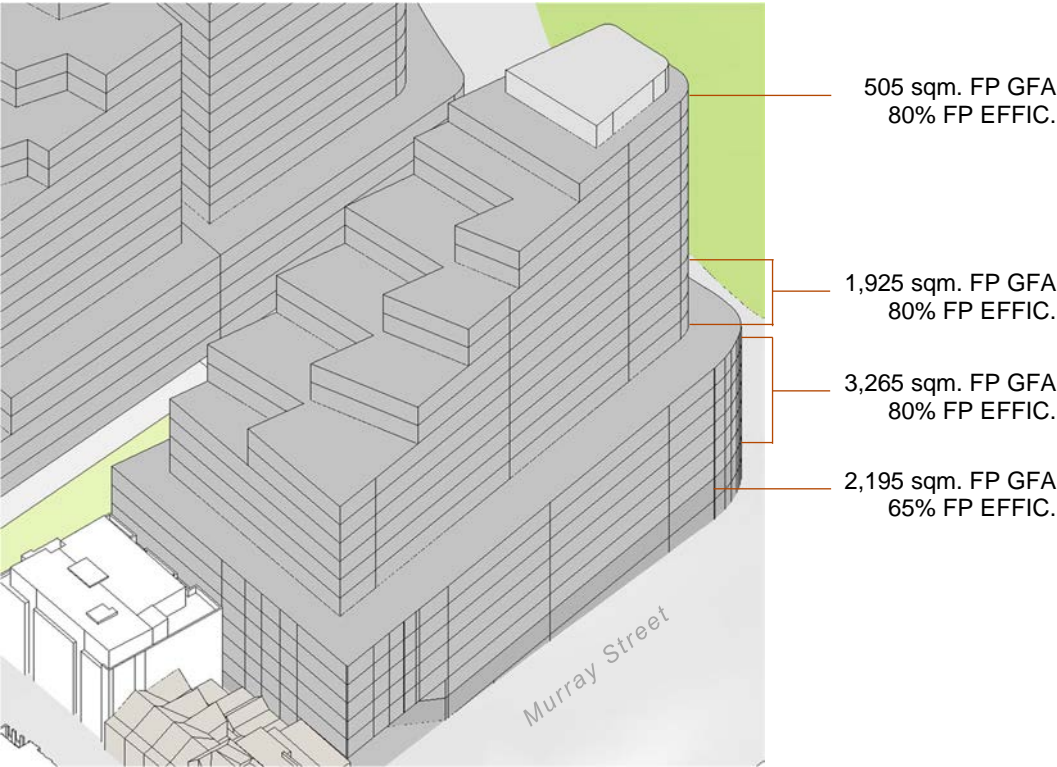 505 sqm. FP GFA
80% FP EFFIC.
1,925 sqm. FP GFA
80% FP EFFIC.
3,265 sqm. FP GFA
80% FP EFFIC.
2,195 sqm. FP GFA
65% FP EFFIC.
Murray Street